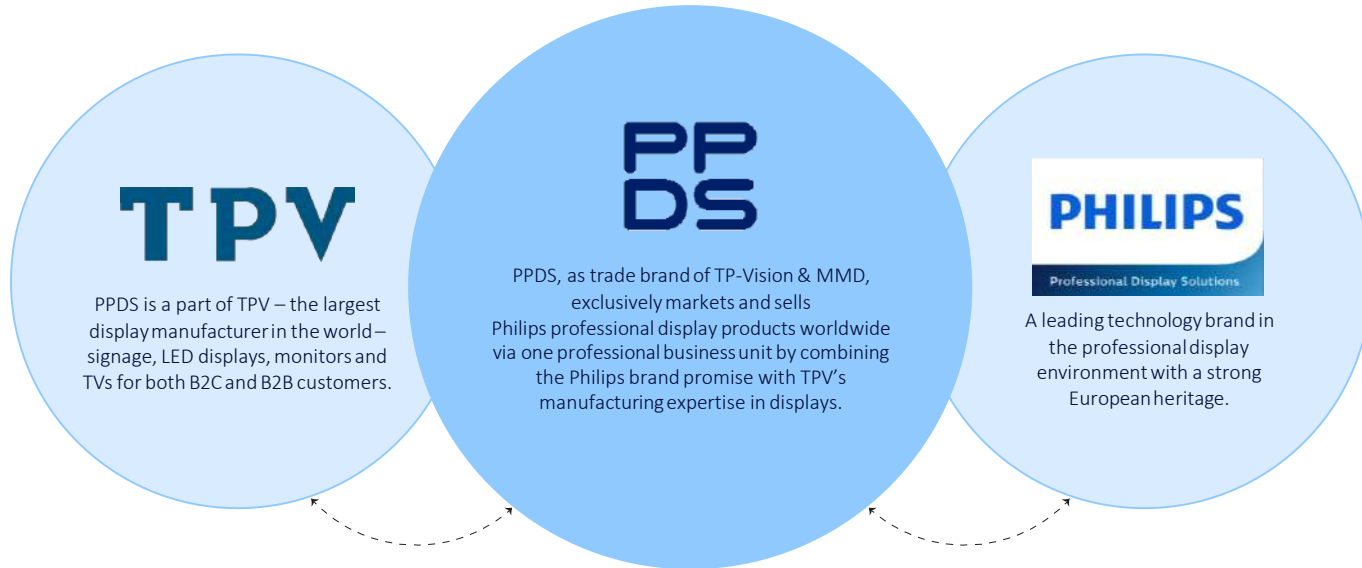 TPV
PPDS is a part of TPV – the largest
display manufacturer in the world –
signage, LED displays, monitors and
TVs for both B2C and B2B customers.
PP
DS
PPDS, as trade brand of TP-Vision & MMD,
exclusively markets and sells
Philips professional display products worldwide
via one professional business unit by combining
the Philips brand promise with TPV’s
manufacturing expertise in displays.
PHILIPS
Professional Display Solutions
A leading technology brand in
the professional display
environment with a strong
European heritage.